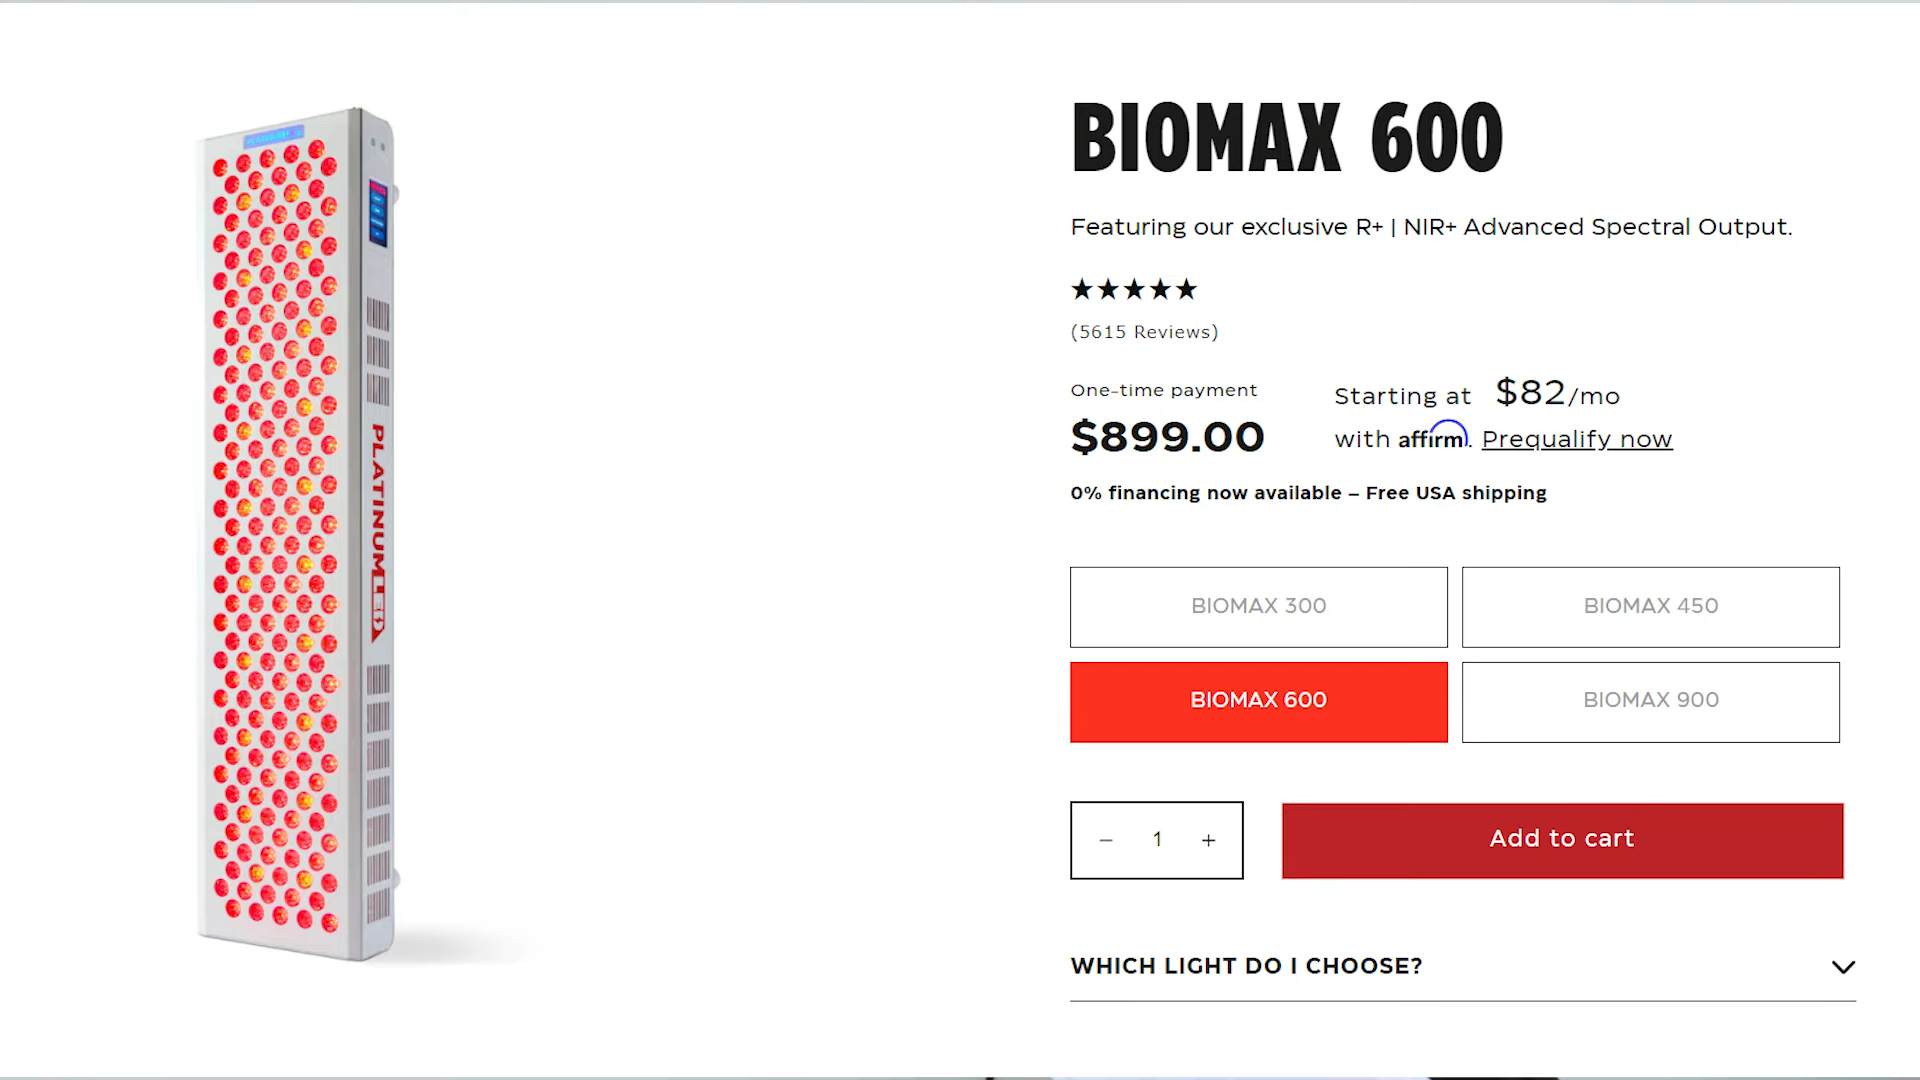 PLATINUMLED
BIOMAX 600
Featuring our exclusive R+ | NIR+ Advanced Spectral Output.
★★★★★
(5615 Reviews)
One-time payment
$899.00
Starting at $82/mo
with affirm. Prequalify now
0% financing now available – Free USA shipping
BIOMAX 300
BIOMAX 450
BIOMAX 600
BIOMAX 900
− 1 +
Add to cart
WHICH LIGHT DO I CHOOSE?